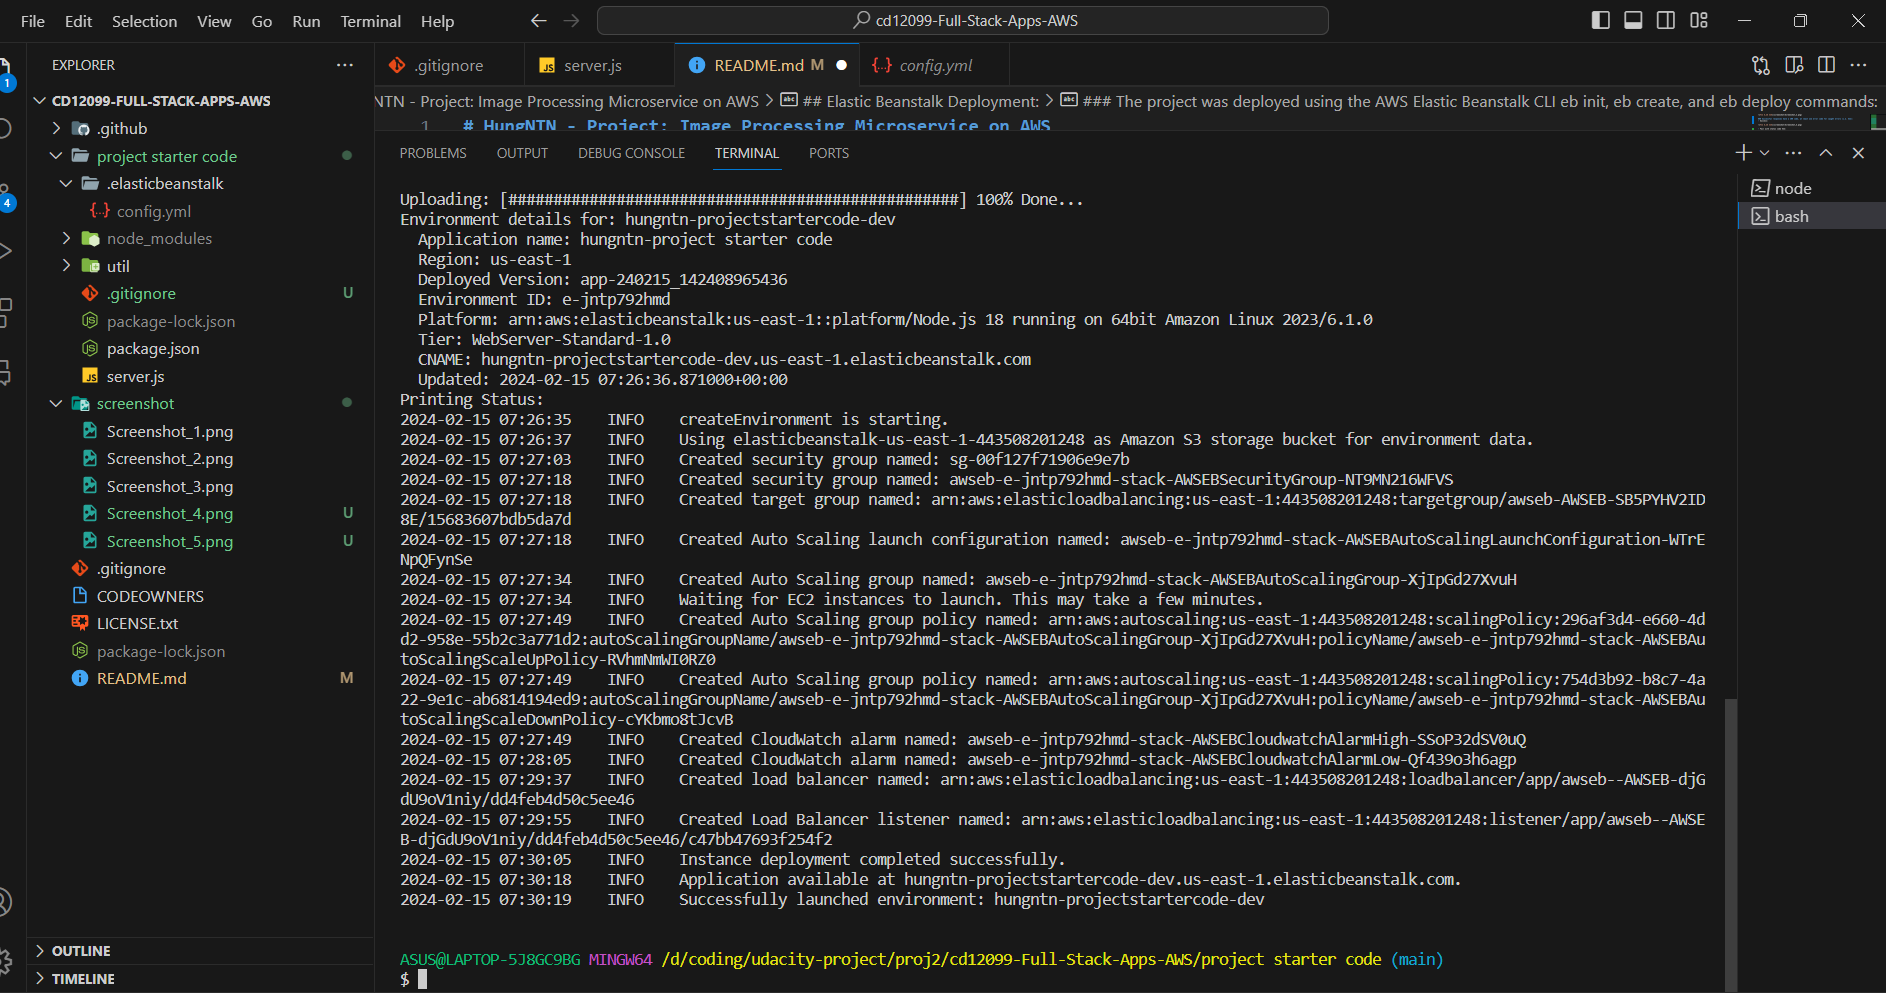 File Edit Selection View Go Run Terminal Help
cd12099-Full-Stack-Apps-AWS
EXPLORER
CD12099-FULL-STACK-APPS-AWS
.github
project starter code
.elasticbeanstalk
config.yml
node_modules
util
.gitignore U
package-lock.json
package.json
server.js
screenshot
Screenshot_1.png
Screenshot_2.png
Screenshot_3.png
Screenshot_4.png U
Screenshot_5.png U
.gitignore
CODEOWNERS
LICENSE.txt
package-lock.json
README.md M
OUTLINE
TIMELINE
1
4
.gitignore
server.js
README.md M
config.yml
NTN - Project: Image Processing Microservice on AWS > ## Elastic Beanstalk Deployment: > ### The project was deployed using the AWS Elastic Beanstalk CLI eb init, eb create, and eb deploy commands:
1 # HungNTN - Project: Image Processing Microservice on AWS
PROBLEMS OUTPUT DEBUG CONSOLE TERMINAL PORTS
node
bash
Uploading: [##################################################] 100% Done...
Environment details for: hungntn-projectstartercode-dev
Application name: hungntn-project starter code
Region: us-east-1
Deployed Version: app-240215_142408965436
Environment ID: e-jntp792hmd
Platform: arn:aws:elasticbeanstalk:us-east-1::platform/Node.js 18 running on 64bit Amazon Linux 2023/6.1.0
Tier: WebServer-Standard-1.0
CNAME: hungntn-projectstartercode-dev.us-east-1.elasticbeanstalk.com
Updated: 2024-02-15 07:26:36.871000+00:00
Printing Status:
2024-02-15 07:26:35 INFO createEnvironment is starting.
2024-02-15 07:26:37 INFO Using elasticbeanstalk-us-east-1-443508201248 as Amazon S3 storage bucket for environment data.
2024-02-15 07:27:03 INFO Created security group named: sg-00f127f71906e9e7b
2024-02-15 07:27:18 INFO Created security group named: awseb-e-jntp792hmd-stack-AWSEBSecurityGroup-NT9MN216WFVS
2024-02-15 07:27:18 INFO Created target group named: arn:aws:elasticloadbalancing:us-east-1:443508201248:targetgroup/awseb-AWSEB-SB5PYHV2ID
8E/15683607bdb5da7d
2024-02-15 07:27:18 INFO Created Auto Scaling launch configuration named: awseb-e-jntp792hmd-stack-AWSEBAutoScalingLaunchConfiguration-WTrE
NpQFynSe
2024-02-15 07:27:34 INFO Created Auto Scaling group named: awseb-e-jntp792hmd-stack-AWSEBAutoScalingGroup-XjIpGd27XvuH
2024-02-15 07:27:34 INFO Waiting for EC2 instances to launch. This may take a few minutes.
2024-02-15 07:27:49 INFO Created Auto Scaling group policy named: arn:aws:autoscaling:us-east-1:443508201248:scalingPolicy:296af3d4-e660-4d
d2-958e-55b2c3a771d2:autoScalingGroupName/awseb-e-jntp792hmd-stack-AWSEBAutoScalingGroup-XjIpGd27XvuH:policyName/awseb-e-jntp792hmd-stack-AWSEBAu
toScalingScaleUpPolicy-RVhmNmWI0RZ0
2024-02-15 07:27:49 INFO Created Auto Scaling group policy named: arn:aws:autoscaling:us-east-1:443508201248:scalingPolicy:754d3b92-b8c7-4a
22-9e1c-ab6814194ed9:autoScalingGroupName/awseb-e-jntp792hmd-stack-AWSEBAutoScalingGroup-XjIpGd27XvuH:policyName/awseb-e-jntp792hmd-stack-AWSEBAu
toScalingScaleDownPolicy-cYKbmo8tJcvB
2024-02-15 07:27:49 INFO Created CloudWatch alarm named: awseb-e-jntp792hmd-stack-AWSEBCloudwatchAlarmHigh-SSoP32dSV0uQ
2024-02-15 07:28:05 INFO Created CloudWatch alarm named: awseb-e-jntp792hmd-stack-AWSEBCloudwatchAlarmLow-Qf439o3h6agp
2024-02-15 07:29:37 INFO Created load balancer named: arn:aws:elasticloadbalancing:us-east-1:443508201248:loadbalancer/app/awseb--AWSEB-djG
dU9oV1niy/dd4feb4d50c5ee46
2024-02-15 07:29:55 INFO Created Load Balancer listener named: arn:aws:elasticloadbalancing:us-east-1:443508201248:listener/app/awseb--AWSE
B-djGdU9oV1niy/dd4feb4d50c5ee46/c47bb47693f254f2
2024-02-15 07:30:05 INFO Instance deployment completed successfully.
2024-02-15 07:30:18 INFO Application available at hungntn-projectstartercode-dev.us-east-1.elasticbeanstalk.com.
2024-02-15 07:30:19 INFO Successfully launched environment: hungntn-projectstartercode-dev
ASUS@LAPTOP-5J8GC9BG MINGW64 /d/coding/udacity-project/proj2/cd12099-Full-Stack-Apps-AWS/project starter code (main)
$